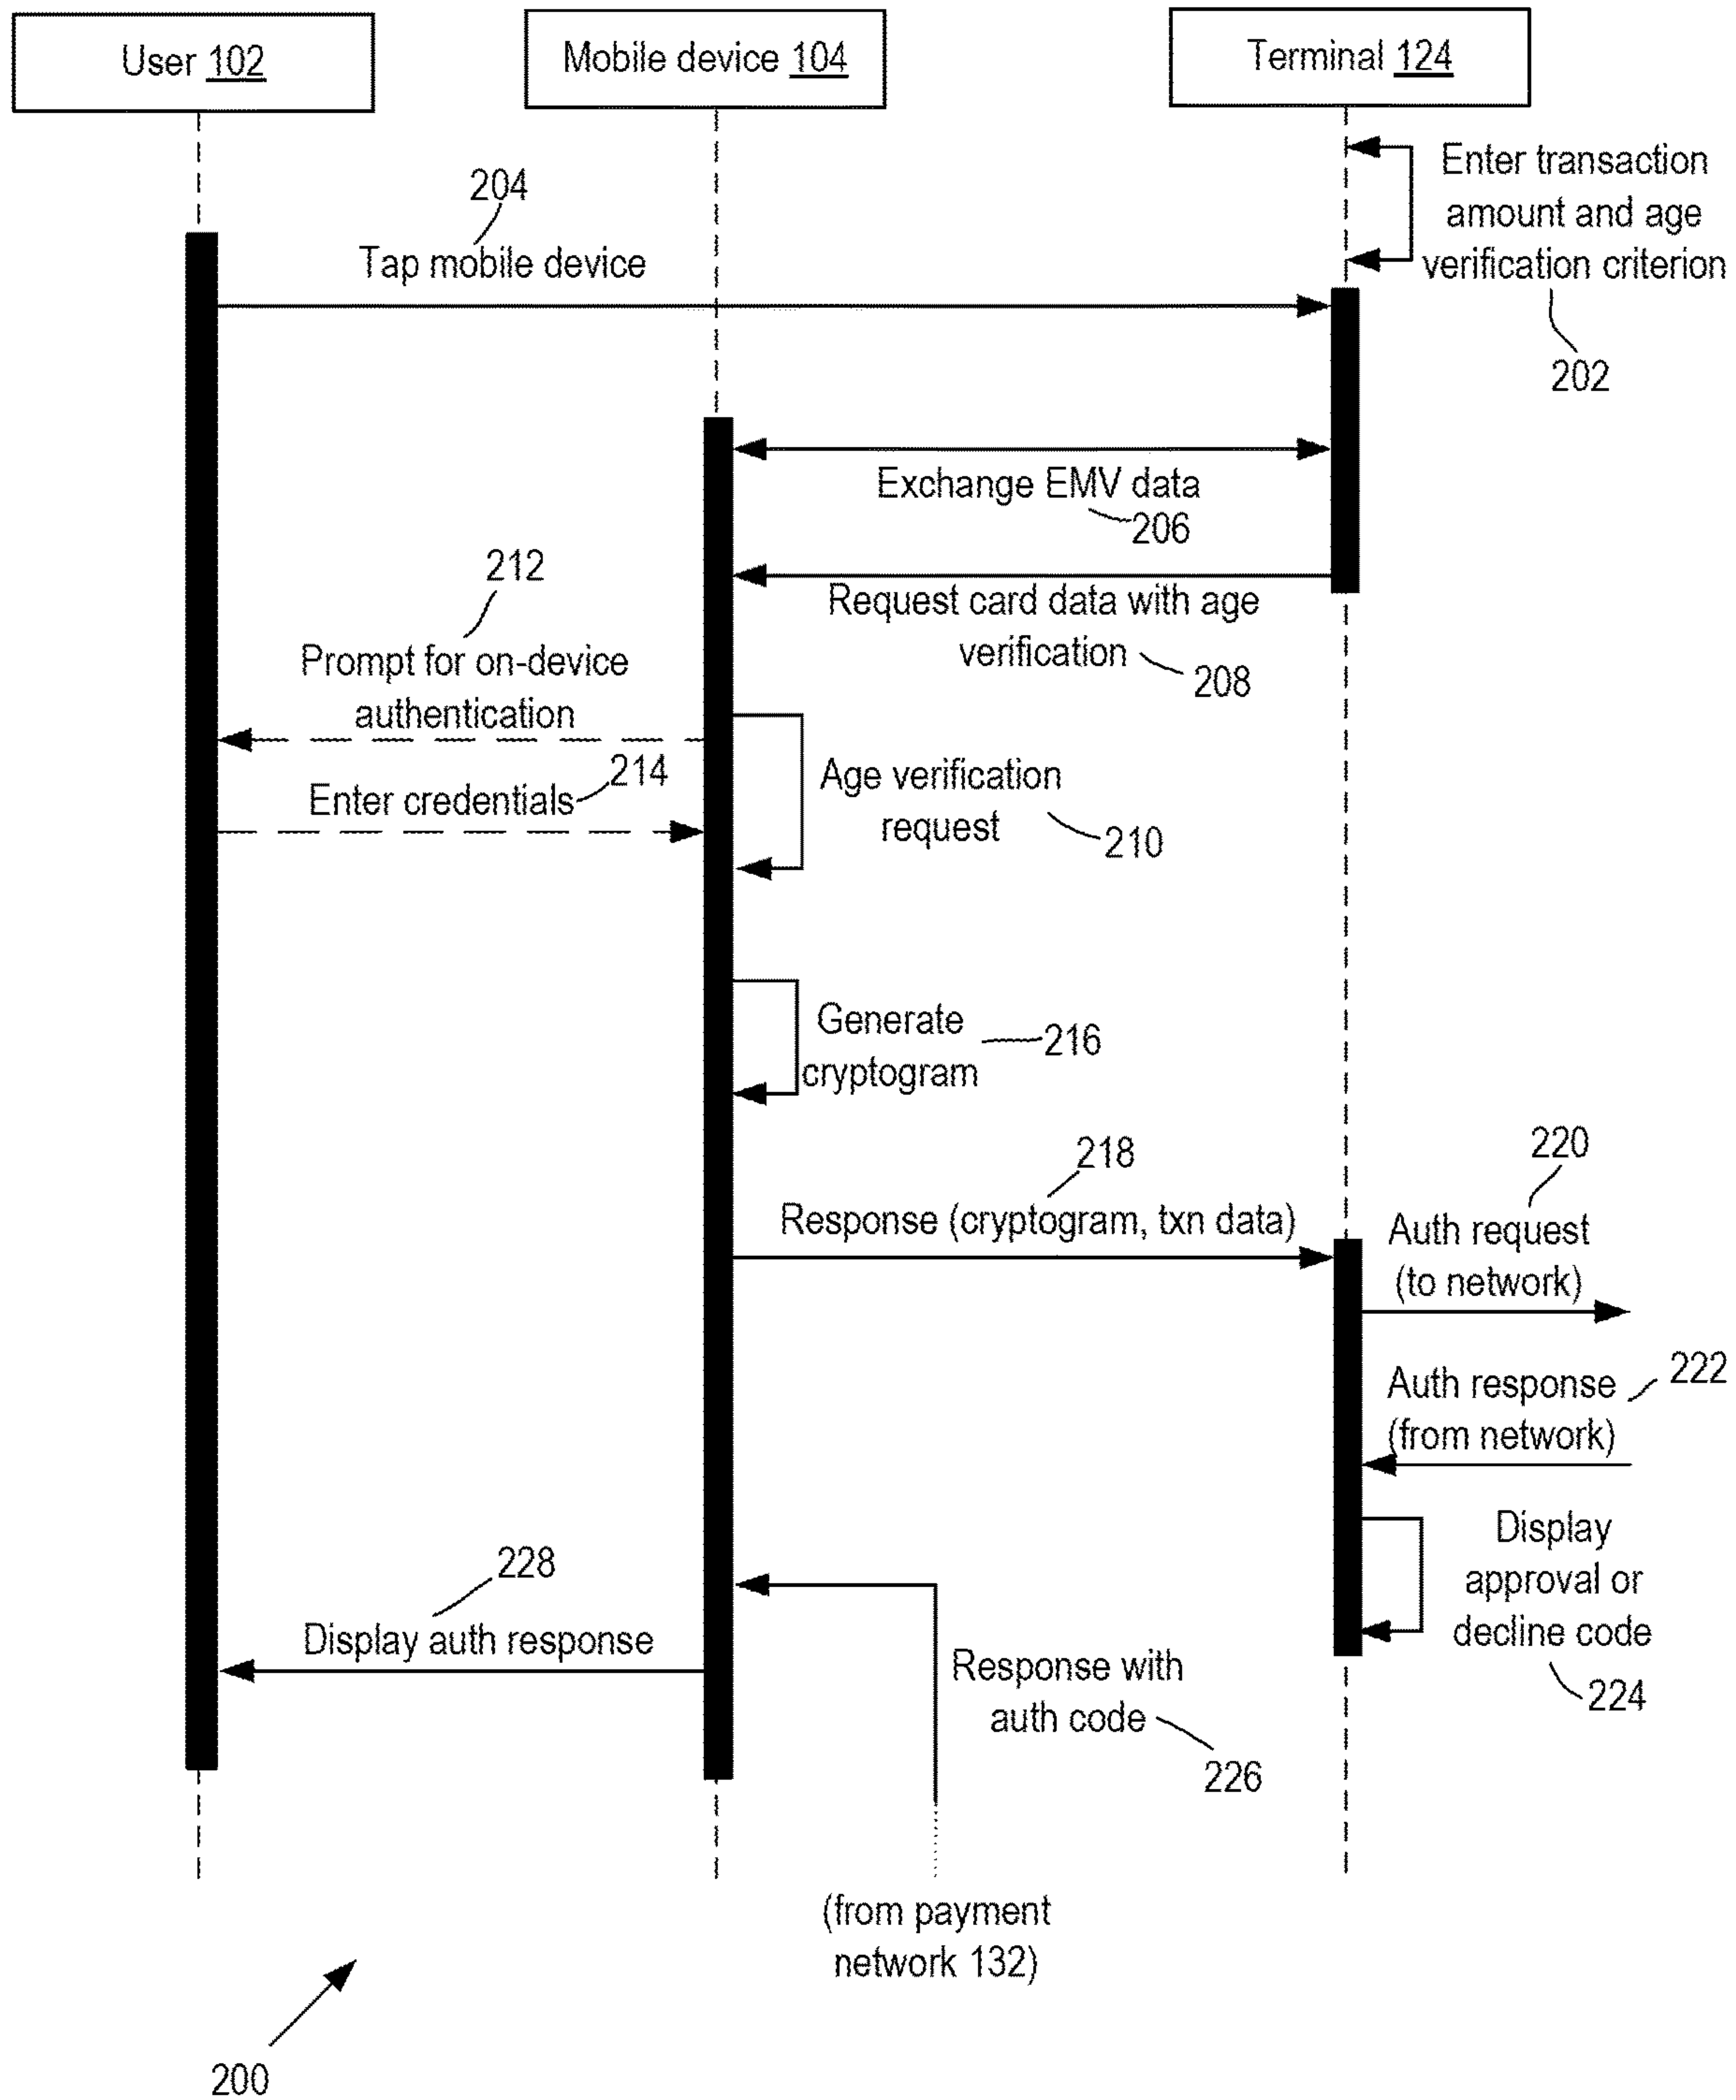 User 102
Mobile device 104
Terminal 124
Enter transaction
amount and age
verification criterion
202
204
Tap mobile device
Exchange EMV data
206
Request card data with age
verification
208
212
Prompt for on-device
authentication
214
Enter credentials
Age verification
request
210
Generate
cryptogram
216
218
Response (cryptogram, txn data)
220
Auth request
(to network)
222
Auth response
(from network)
Display
approval or
decline code
224
228
Display auth response
Response with
auth code
226
(from payment
network 132)
200